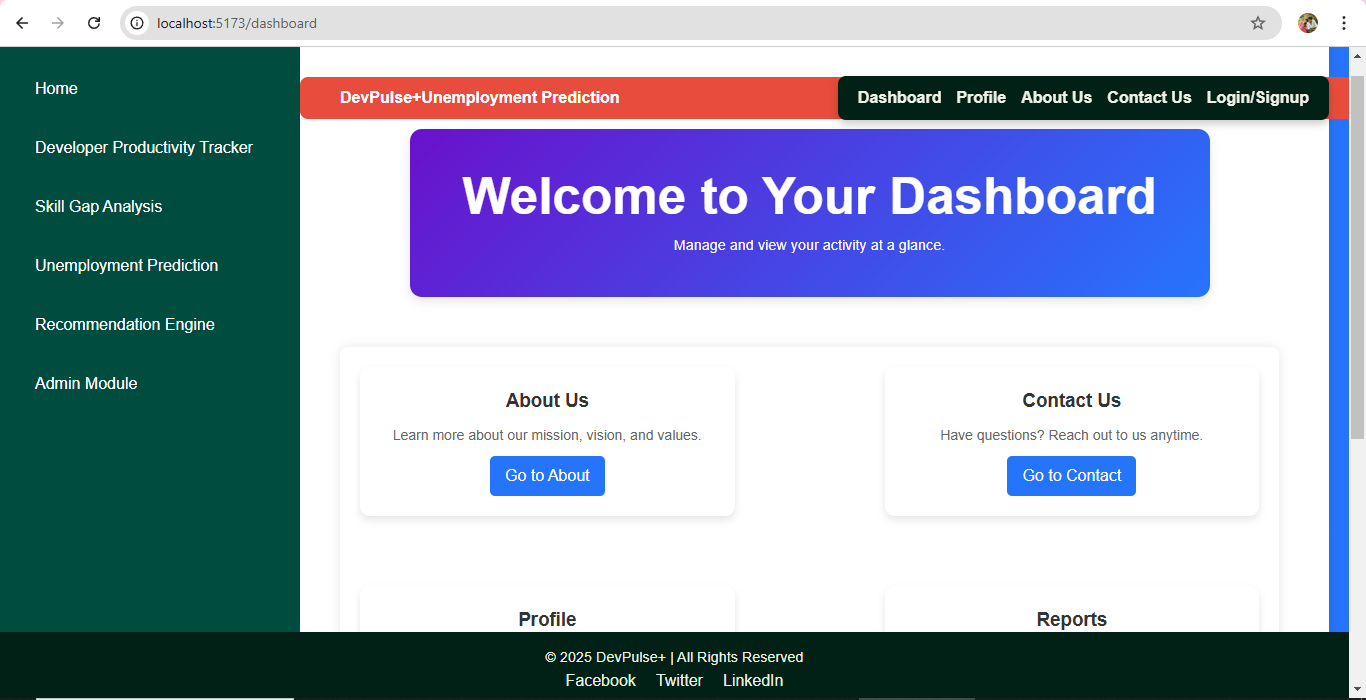 localhost:5173/dashboard
Home
Developer Productivity Tracker
Skill Gap Analysis
Unemployment Prediction
Recommendation Engine
Admin Module
DevPulse+Unemployment Prediction
Dashboard Profile About Us Contact Us Login/Signup
Welcome to Your Dashboard
Manage and view your activity at a glance.
About Us
Learn more about our mission, vision, and values.
Go to About
Contact Us
Have questions? Reach out to us anytime.
Go to Contact
Profile
Reports
© 2025 DevPulse+ | All Rights Reserved
Facebook Twitter LinkedIn